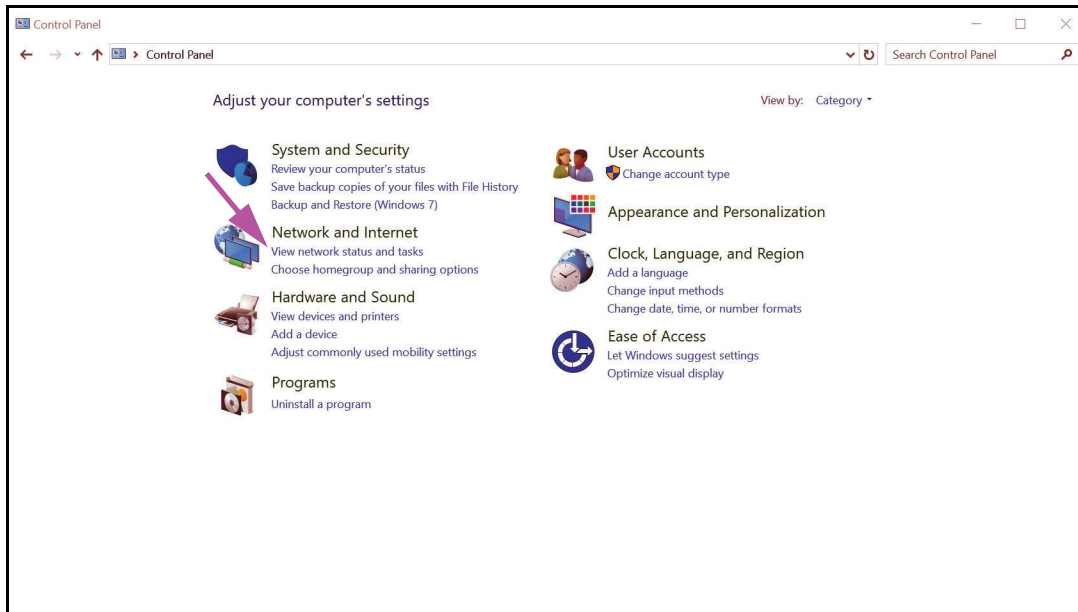 Control Panel
Control Panel
Search Control Panel
Adjust your computer's settings
View by: Category
System and Security
Review your computer's status
Save backup copies of your files with File History
Backup and Restore (Windows 7)
Network and Internet
View network status and tasks
Choose homegroup and sharing options
Hardware and Sound
View devices and printers
Add a device
Adjust commonly used mobility settings
Programs
Uninstall a program
User Accounts
Change account type
Appearance and Personalization
Clock, Language, and Region
Add a language
Change input methods
Change date, time, or number formats
Ease of Access
Let Windows suggest settings
Optimize visual display